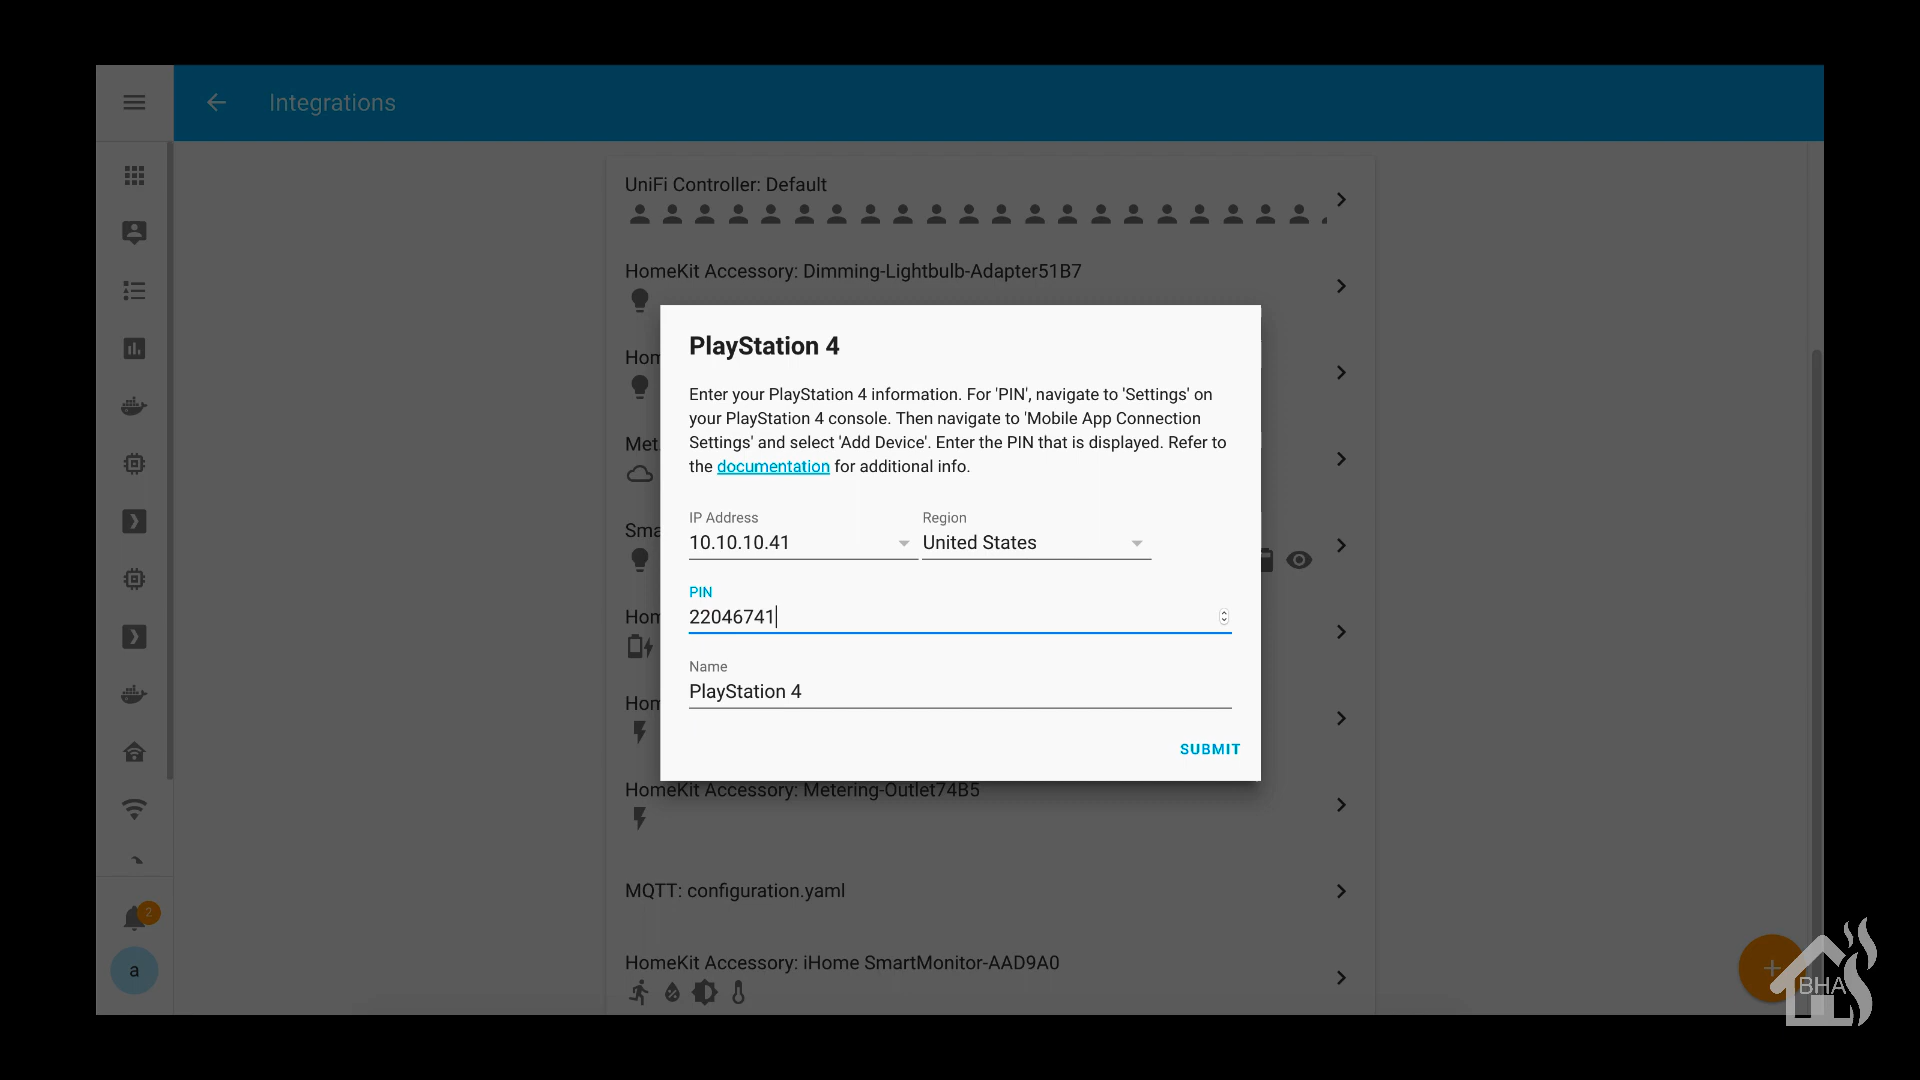 Integrations
UniFi Controller: Default
HomeKit Accessory: Dimming-Lightbulb-Adapter51B7
Hom
Met.
Sma
Hom
Hom
HomeKit Accessory: Metering-Outlet74B5
MQTT: configuration.yaml
HomeKit Accessory: iHome SmartMonitor-AAD9A0
PlayStation 4
Enter your PlayStation 4 information. For 'PIN', navigate to 'Settings' on
your PlayStation 4 console. Then navigate to 'Mobile App Connection
Settings' and select 'Add Device'. Enter the PIN that is displayed. Refer to
the documentation for additional info.
IP Address
Region
10.10.10.41
United States
PIN
22046741
Name
PlayStation 4
SUBMIT
2
a
+
BHA